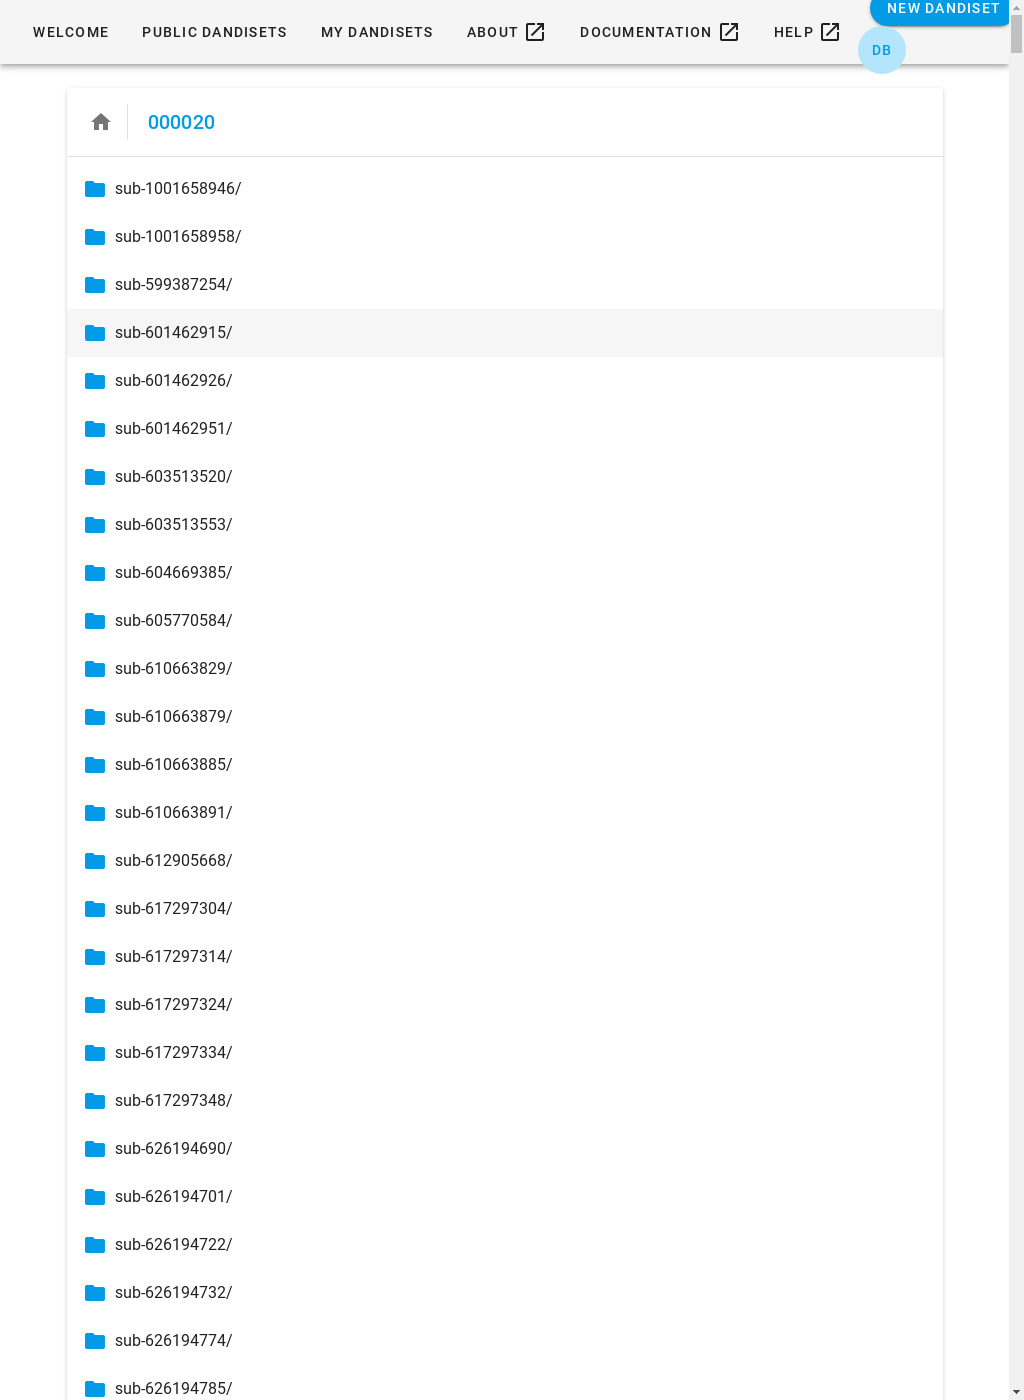 WELCOME PUBLIC DANDISETS MY DANDISETS ABOUT DOCUMENTATION HELP NEW DANDISET
DB
000020
sub-1001658946/
sub-1001658958/
sub-599387254/
sub-601462915/
sub-601462926/
sub-601462951/
sub-603513520/
sub-603513553/
sub-604669385/
sub-605770584/
sub-610663829/
sub-610663879/
sub-610663885/
sub-610663891/
sub-612905668/
sub-617297304/
sub-617297314/
sub-617297324/
sub-617297334/
sub-617297348/
sub-626194690/
sub-626194701/
sub-626194722/
sub-626194732/
sub-626194774/
sub-626194785/